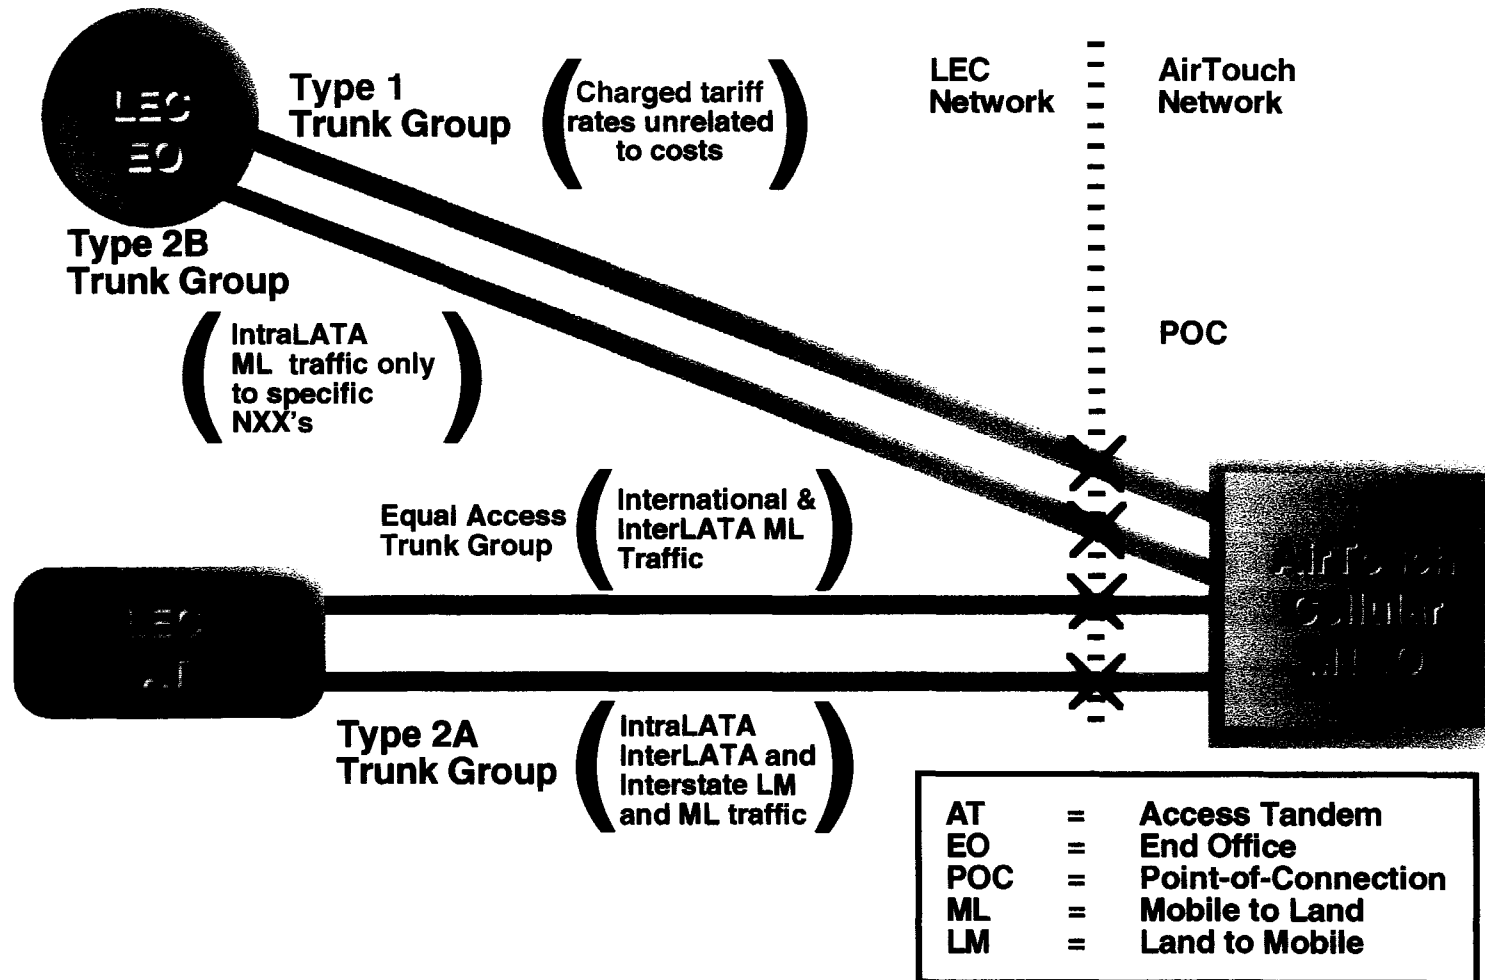 LEC
EO
Type 1
Trunk Group
Charged tariff
rates unrelated
to costs
LEC
Network
AirTouch
Network
Type 2B
Trunk Group
IntraLATA
ML traffic only
to specific
NXX's
POC
Equal Access
Trunk Group
International &
InterLATA ML
Traffic
LEC
AT
AirTouch
Cellular
Type 2A
Trunk Group
IntraLATA
InterLATA and
Interstate LM
and ML traffic
AT = Access Tandem
EO = End Office
POC = Point-of-Connection
ML = Mobile to Land
LM = Land to Mobile